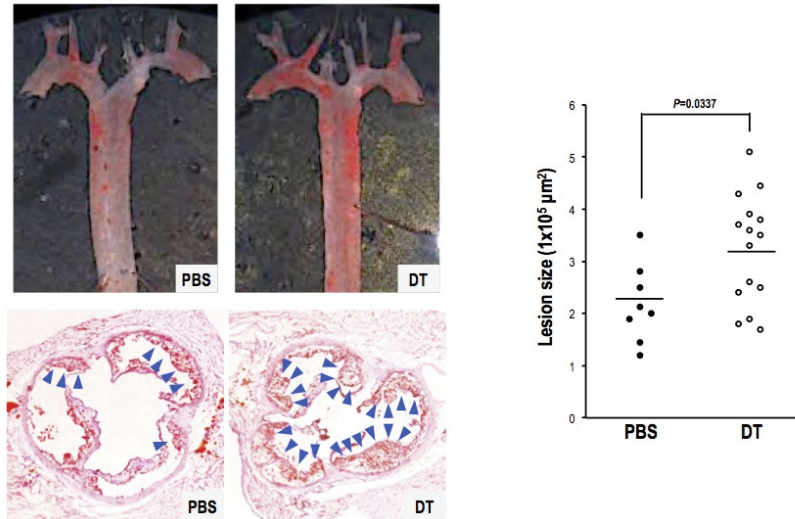 PBS
DT
PBS
DT
P=0.0337
Lesion size (1x10⁵ μm²)
6
5
4
3
2
1
0
PBS
DT